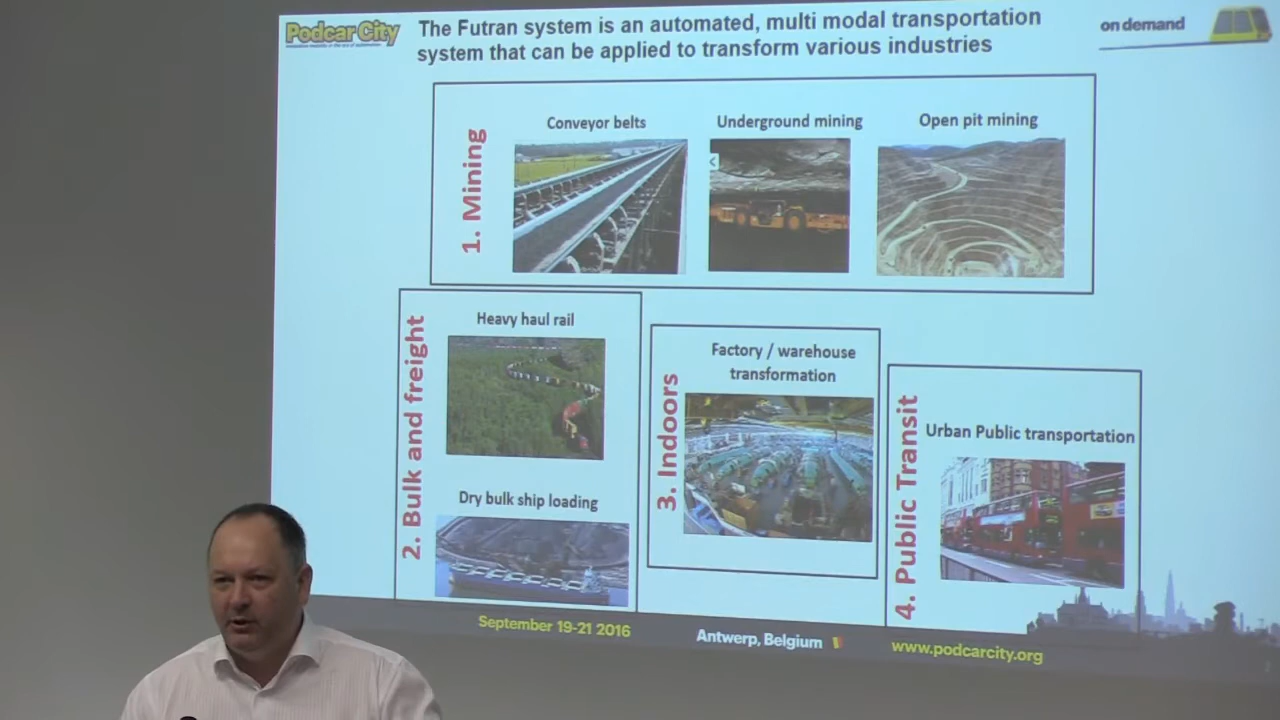 Podcar City
The Futran system is an automated, multi modal transportation
system that can be applied to transform various industries
on demand
1. Mining
Conveyor belts
Underground mining
Open pit mining
2. Bulk and freight
Heavy haul rail
Dry bulk ship loading
3. Indoors
Factory / warehouse
transformation
4. Public Transit
Urban Public transportation
September 19-21 2016
Antwerp, Belgium
www.podcarcity.org